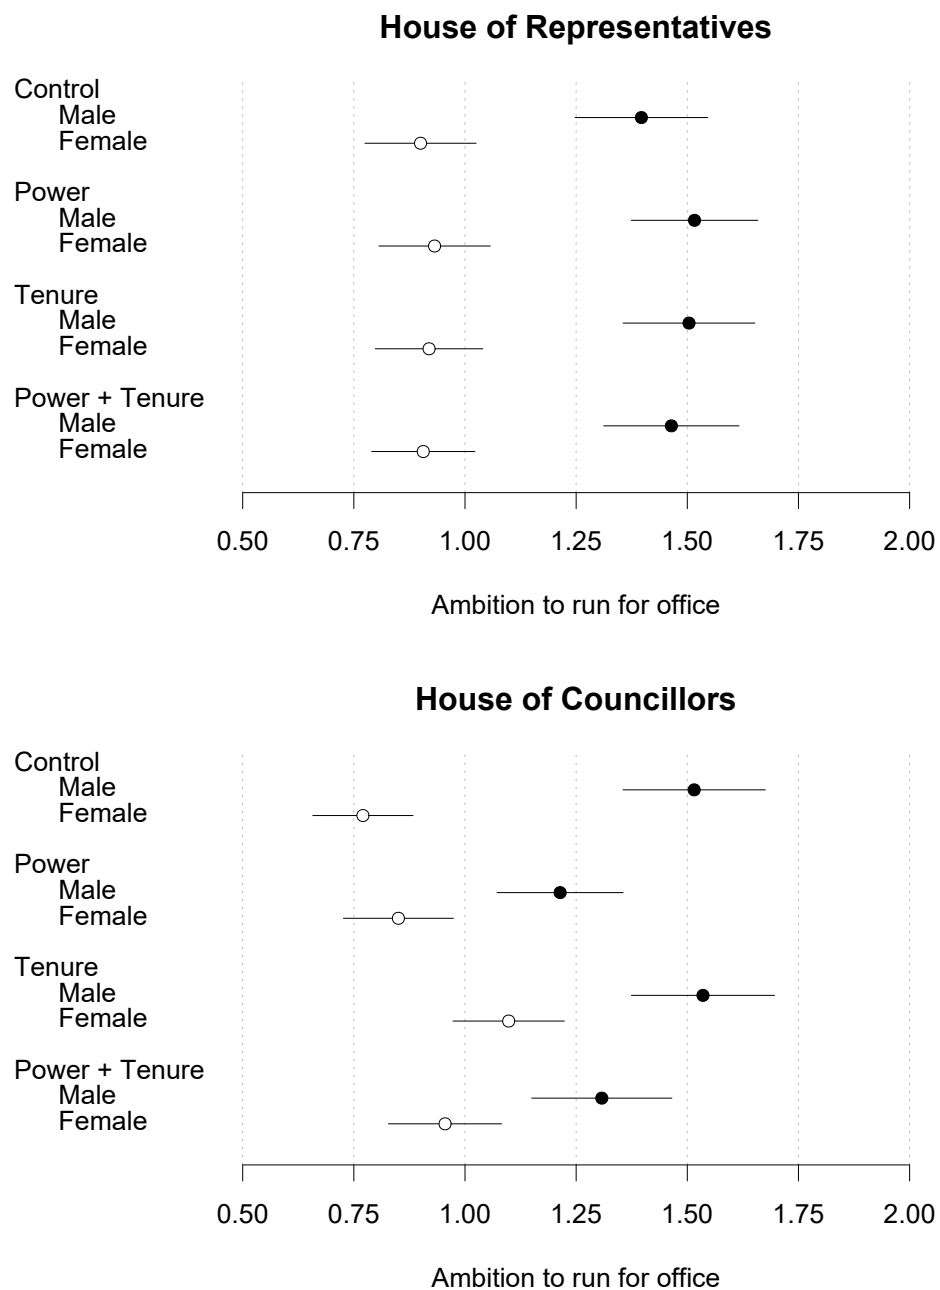 House of Representatives
Control
Male
Female
Power
Male
Female
Tenure
Male
Female
Power + Tenure
Male
Female
0.50 0.75 1.00 1.25 1.50 1.75 2.00
Ambition to run for office
House of Councillors
Control
Male
Female
Power
Male
Female
Tenure
Male
Female
Power + Tenure
Male
Female
0.50 0.75 1.00 1.25 1.50 1.75 2.00
Ambition to run for office